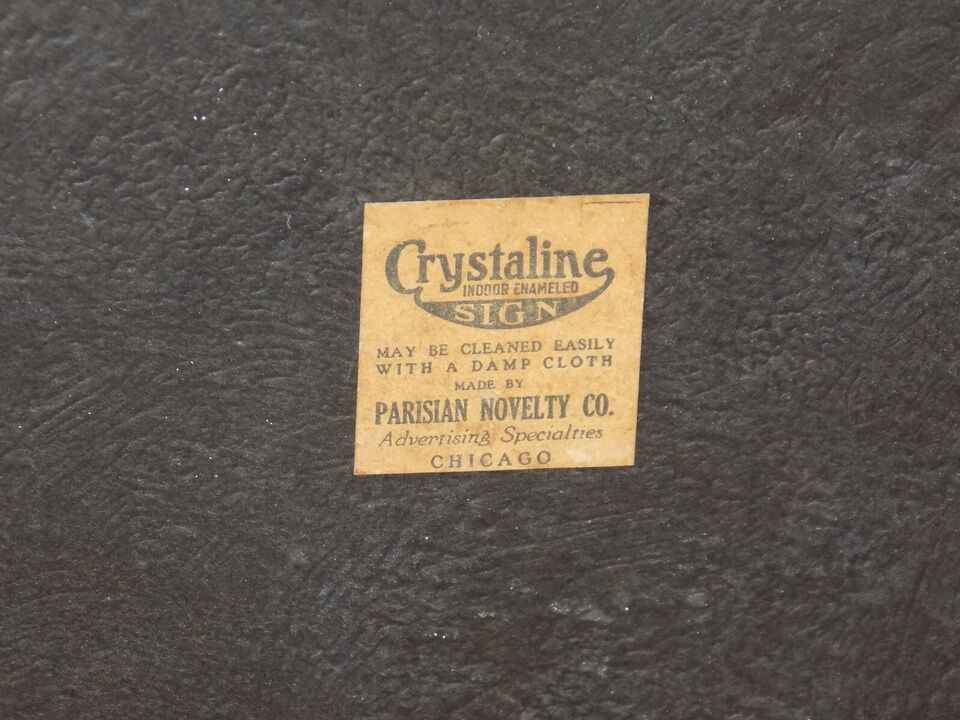 Crystaline
INDOOR ENAMELED
SIGN
MAY BE CLEANED EASILY
WITH A DAMP CLOTH
MADE BY
PARISIAN NOVELTY CO.
Advertising Specialties
CHICAGO